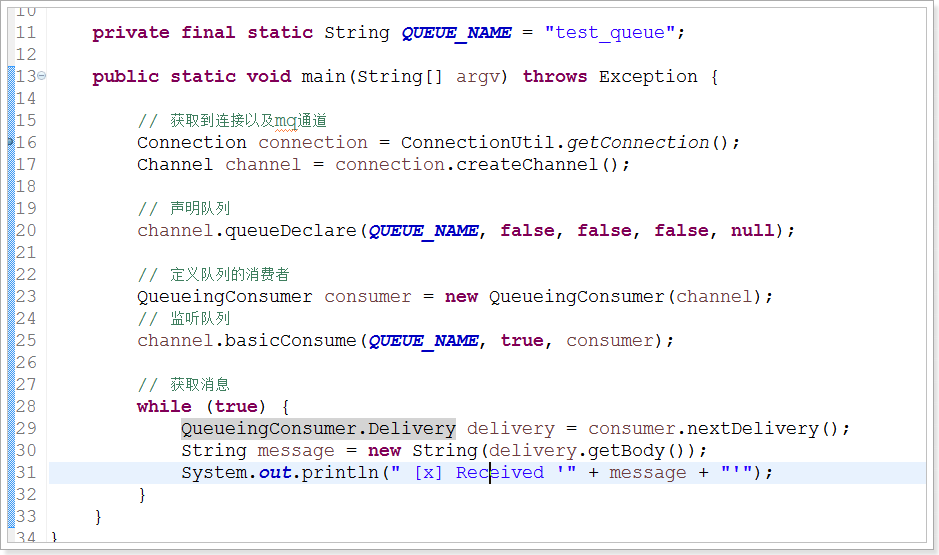 10
11 private final static String QUEUE_NAME = "test_queue";
12
13 public static void main(String[] argv) throws Exception {
14
15 // 获取到连接以及mq通道
16 Connection connection = ConnectionUtil.getConnection();
17 Channel channel = connection.createChannel();
18
19 // 声明队列
20 channel.queueDeclare(QUEUE_NAME, false, false, false, null);
21
22 // 定义队列的消费者
23 QueueingConsumer consumer = new QueueingConsumer(channel);
24 // 监听队列
25 channel.basicConsume(QUEUE_NAME, true, consumer);
26
27 // 获取消息
28 while (true) {
29 QueueingConsumer.Delivery delivery = consumer.nextDelivery();
30 String message = new String(delivery.getBody());
31 System.out.println(" [x] Received '" + message + "'");
32 }
33 }
34 }